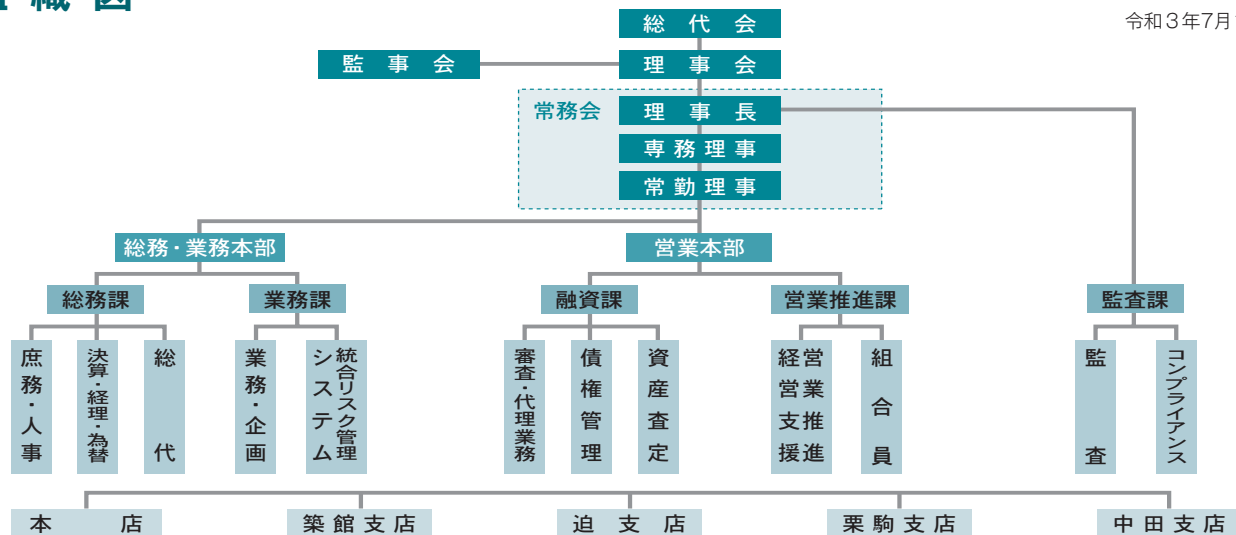 組織図
令和3年7月
総代会
監事会
理事会
常務会
理事長
専務理事
常勤理事
総務・業務本部
営業本部
総務課
業務課
融資課
営業推進課
監査課
庶務・人事
決算・経理・為替
総代
業務・企画
統合リスク管理
システム
審査・代理業務
債権管理
資産査定
営業推進
経営支援
組合員
監査
コンプライアンス
本店
築館支店
迫支店
栗駒支店
中田支店